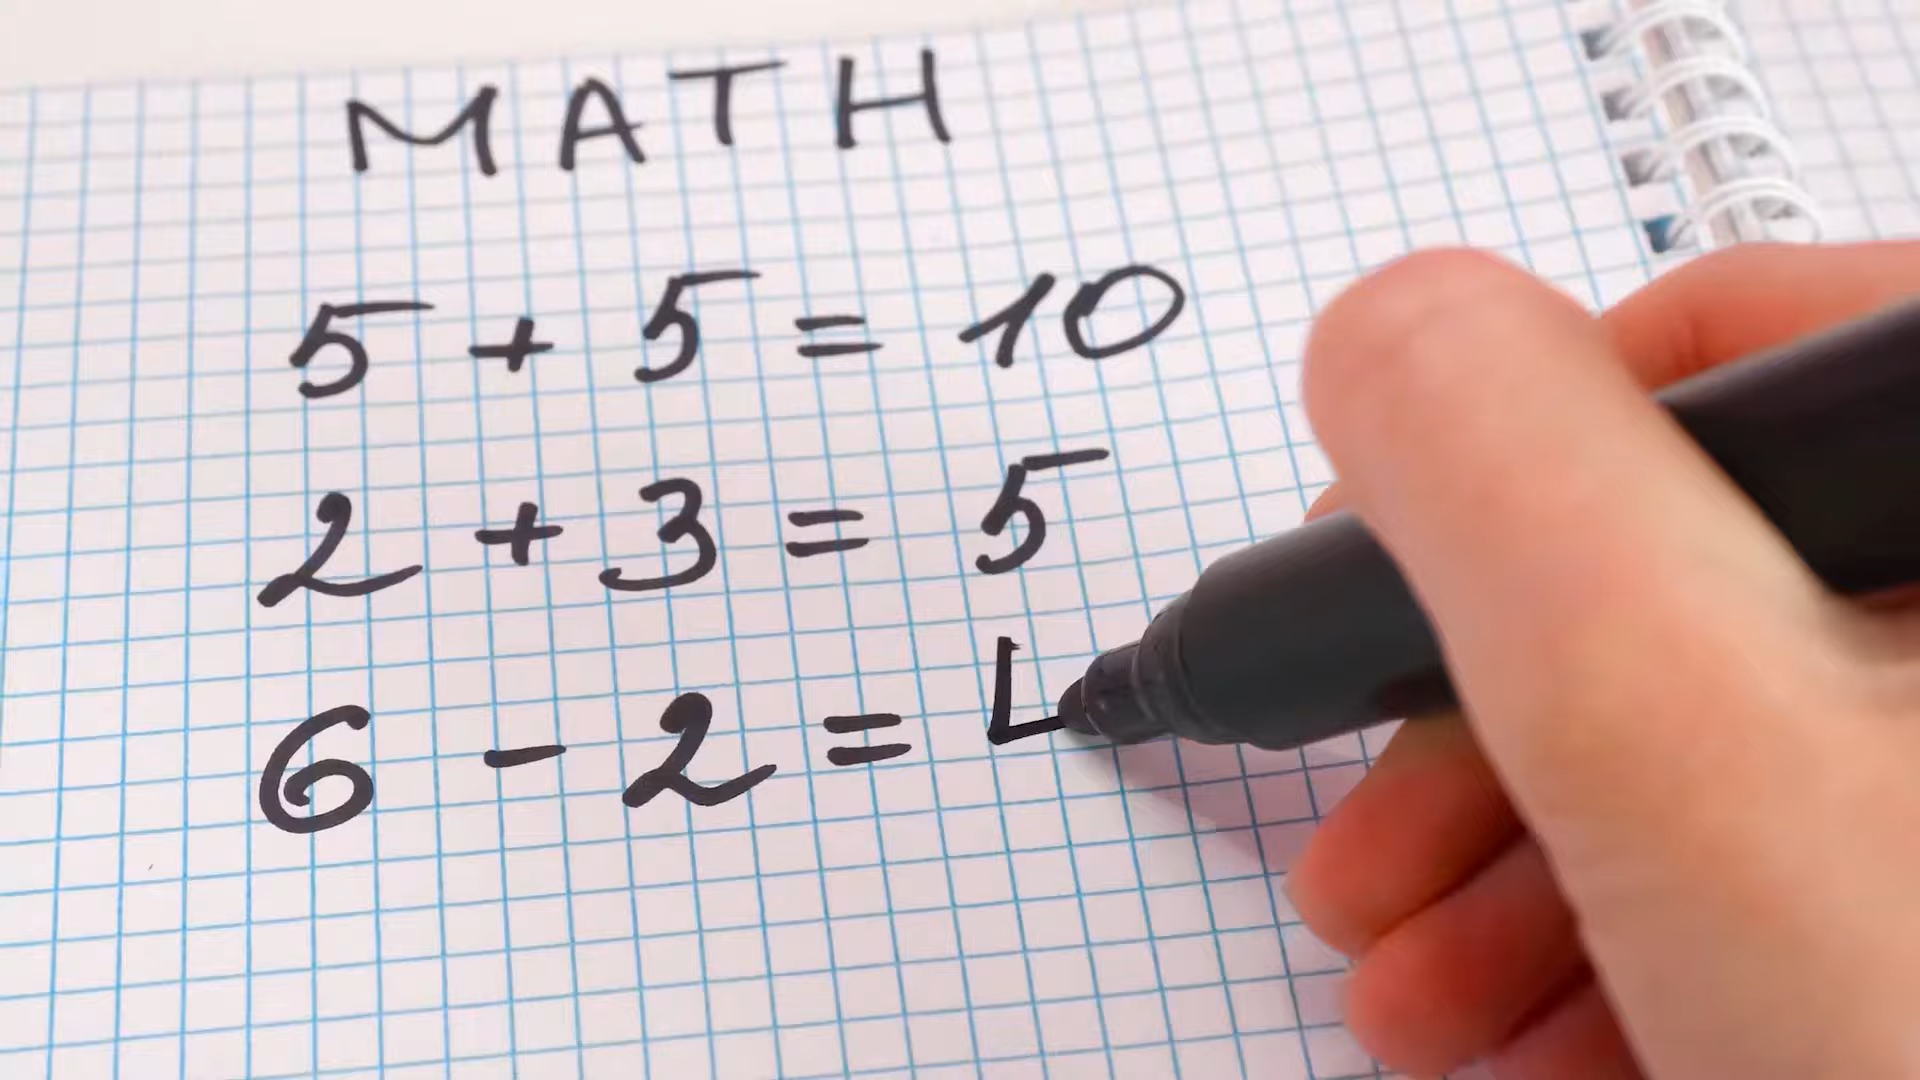 MATH
5 + 5 = 10
2 + 3 = 5
6 - 2 =